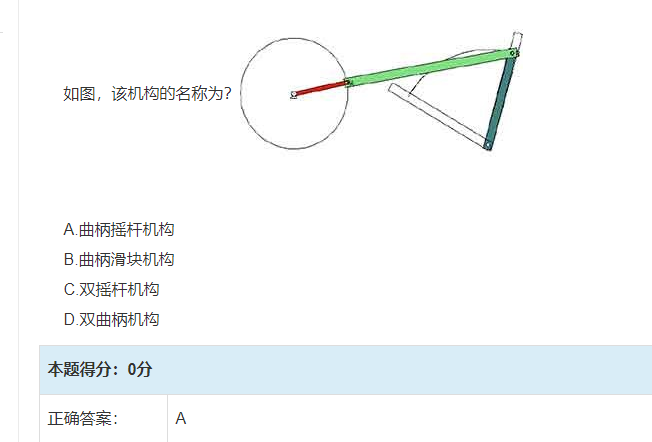 如图，该机构的名称为？
A.曲柄摇杆机构
B.曲柄滑块机构
C.双摇杆机构
D.双曲柄机构
本题得分：0分
正确答案： A